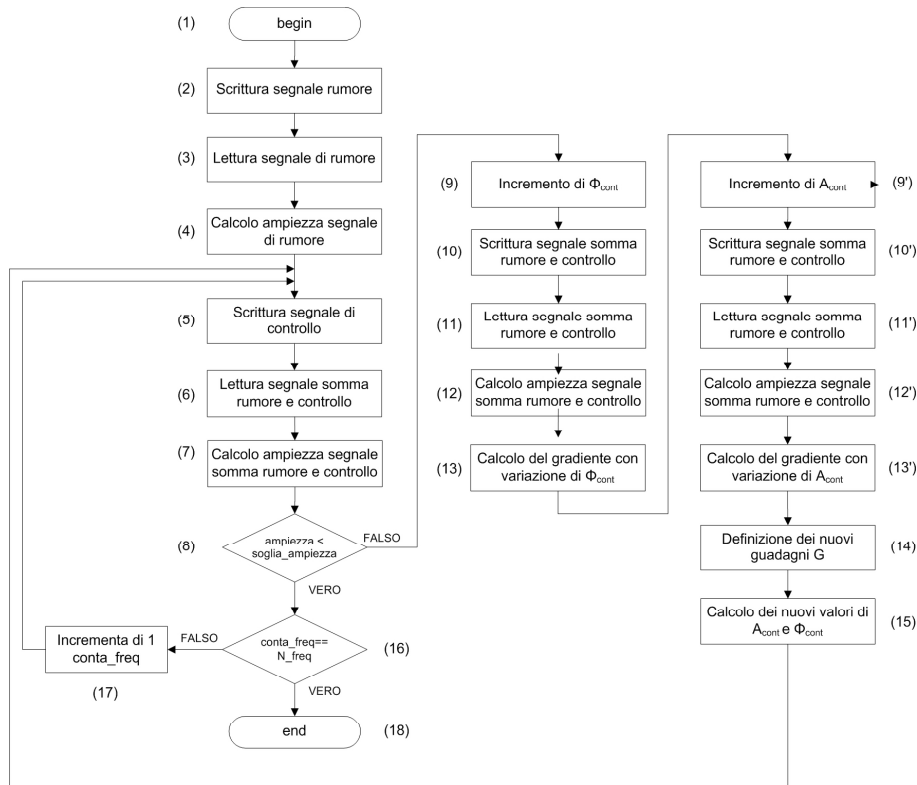 (1)
begin
(2)
Scrittura segnale rumore
(3)
Lettura segnale di rumore
(4)
Calcolo ampiezza segnale
di rumore
(5)
Scrittura segnale di
controllo
(6)
Lettura segnale somma
rumore e controllo
(7)
Calcolo ampiezza segnale
somma rumore e controllo
(8)
ampiezza <
soglia_ampiezza
FALSO
VERO
(9)
Incremento di Φcont
(10)
Scrittura segnale somma
rumore e controllo
(11)
Lettura segnale somma
rumore e controllo
(12)
Calcolo ampiezza segnale
somma rumore e controllo
(13)
Calcolo del gradiente con
variazione di Φcont
Incremento di Acont
(9')
Scrittura segnale somma
rumore e controllo
(10')
Lettura segnale somma
rumore e controllo
(11')
Calcolo ampiezza segnale
somma rumore e controllo
(12')
Calcolo del gradiente con
variazione di Acont
(13')
Definizione dei nuovi
guadagni G
(14)
Calcolo dei nuovi valori di
Acont e Φcont
(15)
conta_freq==
N_freq
(16)
FALSO
VERO
Incrementa di 1
conta_freq
(17)
end
(18)